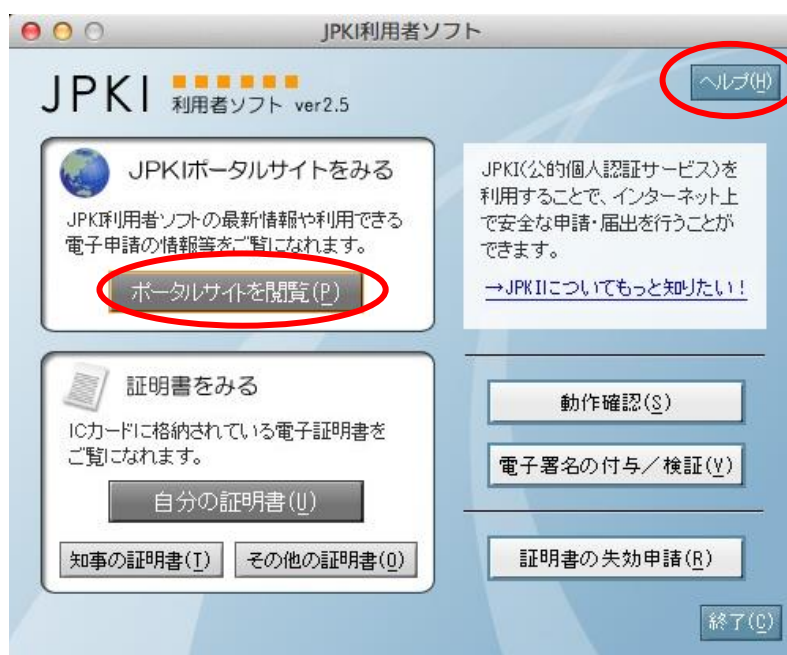 JPKI利用者ソフト
JPKI 利用者ソフト ver2.5
ヘルプ(H)
JPKIポータルサイトをみる
JPKI利用者ソフトの最新情報や利用できる
電子申請の情報等をご覧になれます。
ポータルサイトを閲覧(P)
JPKI(公的個人認証サービス)を
利用することで、インターネット上
で安全な申請・届出を行うことが
できます。
→JPKIについてもっと知りたい!
証明書をみる
ICカードに格納されている電子証明書を
ご覧になれます。
自分の証明書(U)
知事の証明書(T) その他の証明書(O)
動作確認(S)
電子署名の付与/検証(V)
証明書の失効申請(R)
終了(C)